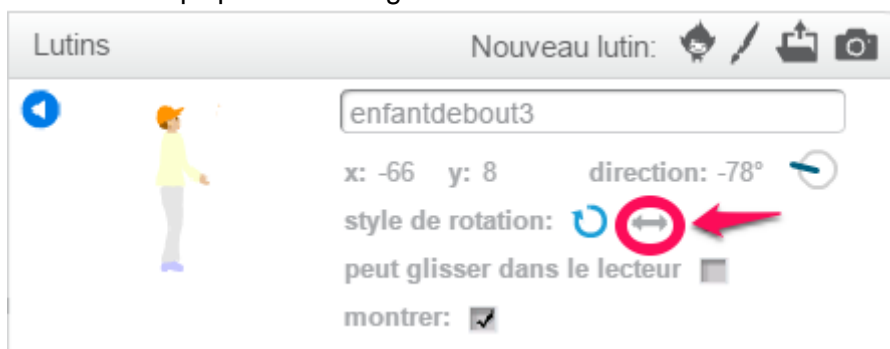 Lutins Nouveau lutin:
enfantdebout3
x: -66 y: 8 direction: -78°
style de rotation:
peut glisser dans le lecteur
montrer: